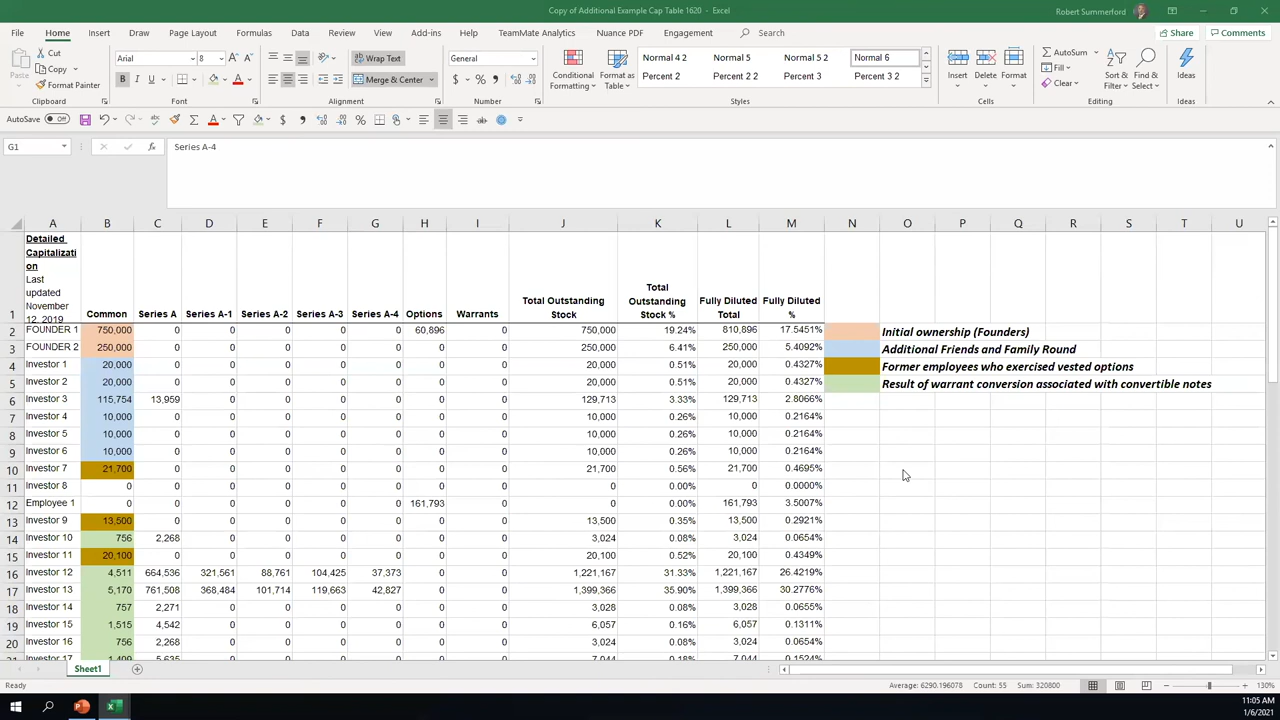 Copy of Additional Example Cap Table 1620 - Excel
Robert Summerford
File Home Insert Draw Page Layout Formulas Data Review View Add-ins Help TeamMate Analytics Nuance PDF Engagement Search Share Comments
Paste Cut Copy Format Painter Clipboard
Arial 8 Font
Wrap Text Merge & Center Alignment
General Number
Conditional Formatting Format as Table
Normal 4 2 Normal 5 Normal 5 2 Normal 6
Percent 2 Percent 2 2 Percent 3 Percent 3 2
Styles
Insert Delete Format Cells
AutoSum Fill Clear Sort & Filter Find & Select Editing
Ideas Ideas
AutoSave Off
G1 Series A-4
A B C D E F G H I J K L M N O P Q R S T U
1 Detailed Capitalization Last updated November 12, 2019 Common Series A Series A-1 Series A-2 Series A-3 Series A-4 Options Warrants Total Outstanding Stock Total Outstanding Stock % Fully Diluted Total Fully Diluted %
2 FOUNDER 1 750,000 0 0 0 0 0 60,896 0 750,000 19.24% 810,896 17.5451% Initial ownership (Founders)
3 FOUNDER 2 250,000 0 0 0 0 0 0 0 250,000 6.41% 250,000 5.4092% Additional Friends and Family Round
4 Investor 1 20,000 0 0 0 0 0 0 0 20,000 0.51% 20,000 0.4327% Former employees who exercised vested options
5 Investor 2 20,000 0 0 0 0 0 0 0 20,000 0.51% 20,000 0.4327% Result of warrant conversion associated with convertible notes
6 Investor 3 115,754 13,959 0 0 0 0 0 0 129,713 3.33% 129,713 2.8066%
7 Investor 4 10,000 0 0 0 0 0 0 0 10,000 0.26% 10,000 0.2164%
8 Investor 5 10,000 0 0 0 0 0 0 0 10,000 0.26% 10,000 0.2164%
9 Investor 6 10,000 0 0 0 0 0 0 0 10,000 0.26% 10,000 0.2164%
10 Investor 7 21,700 0 0 0 0 0 0 0 21,700 0.56% 21,700 0.4695%
11 Investor 8 0 0 0 0 0 0 0 0 0 0.00% 0 0.0000%
12 Employee 1 0 0 0 0 0 0 161,793 0 0 0.00% 161,793 3.5007%
13 Investor 9 13,500 0 0 0 0 0 0 0 13,500 0.35% 13,500 0.2921%
14 Investor 10 756 2,268 0 0 0 0 0 0 3,024 0.08% 3,024 0.0654%
15 Investor 11 20,100 0 0 0 0 0 0 0 20,100 0.52% 20,100 0.4349%
16 Investor 12 4,511 664,536 321,561 88,761 104,425 37,373 0 0 1,221,167 31.33% 1,221,167 26.4219%
17 Investor 13 5,170 761,508 368,484 101,714 119,663 42,827 0 0 1,399,366 35.90% 1,399,366 30.2776%
18 Investor 14 757 2,271 0 0 0 0 0 0 3,028 0.08% 3,028 0.0655%
19 Investor 15 1,515 4,542 0 0 0 0 0 0 6,057 0.16% 6,057 0.1311%
20 Investor 16 756 2,268 0 0 0 0 0 0 3,024 0.08% 3,024 0.0654%
Investor 17 0 0 0 0 0 0 7,044 0.18% 7,044 0.1524%
Sheet1
Ready Average: 6290.196078 Count: 55 Sum: 320800 130%
11:05 AM
1/6/2021